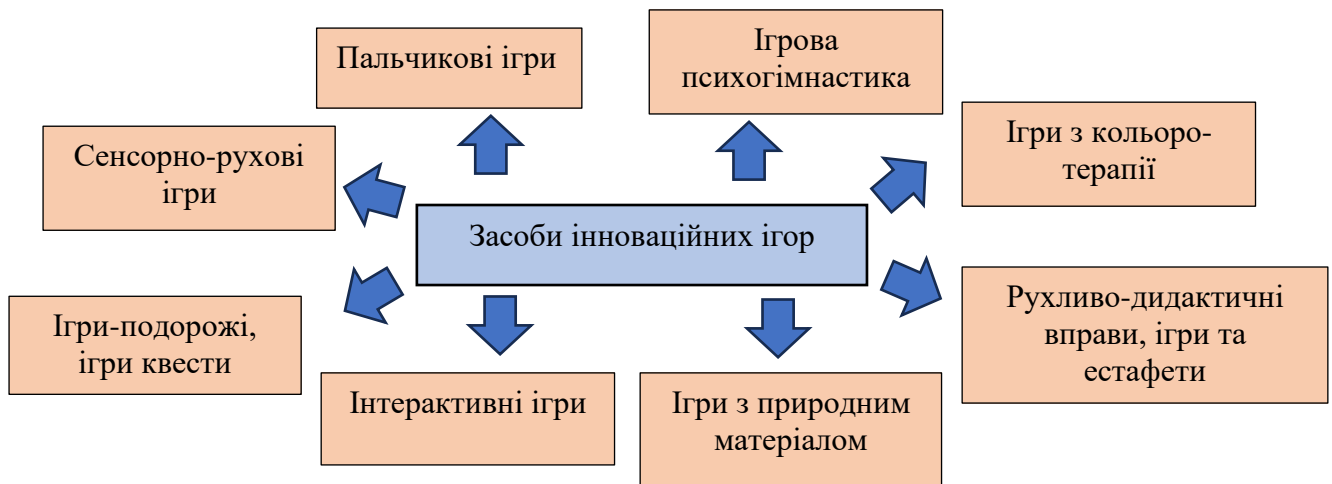 Пальчикові ігри
Ігрова
психогімнастика
Сенсорно-рухові
ігри
Ігри з кольоро-
терапії
Засоби інноваційних ігор
Ігри-подорожі,
ігри квести
Рухливо-дидактичні
вправи, ігри та
естафети
Інтерактивні ігри
Ігри з природним
матеріалом